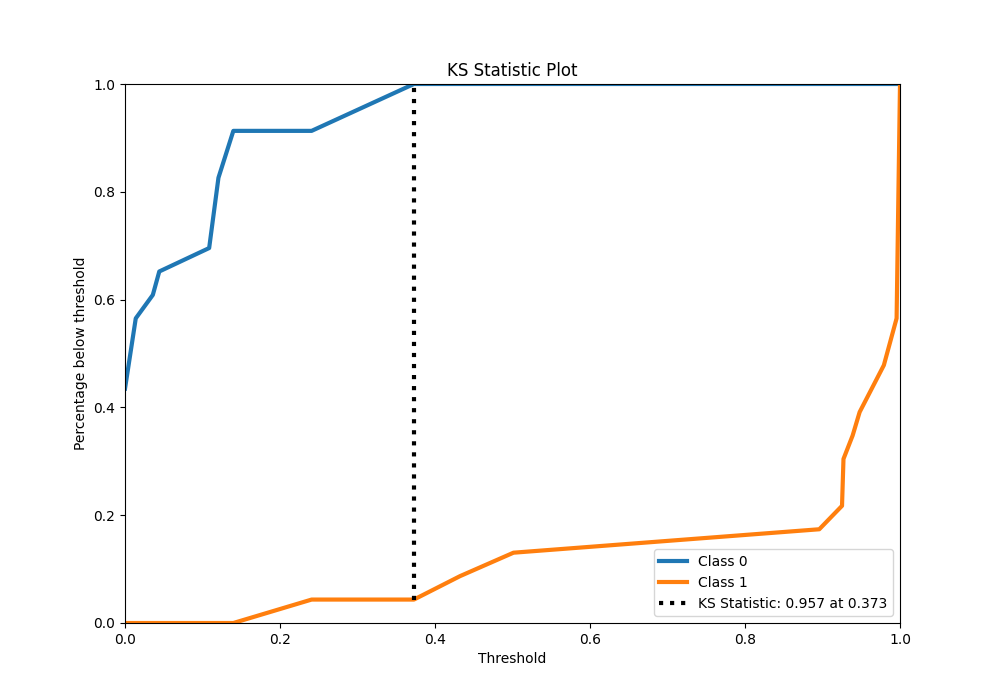 KS Statistic Plot
1.0
0.8
0.6
0.4
0.2
0.0
Percentage below threshold
0.0 0.2 0.4 0.6 0.8 1.0
Threshold
Class 0
Class 1
KS Statistic: 0.957 at 0.373